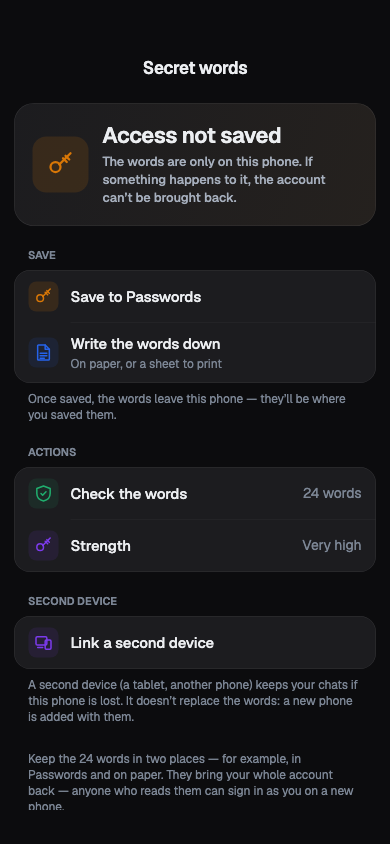 Secret words
Access not saved
The words are only on this phone. If
something happens to it, the account
can't be brought back.
SAVE
Save to Passwords
Write the words down
On paper, or a sheet to print
Once saved, the words leave this phone — they'll be where
you saved them.
ACTIONS
Check the words 24 words
Strength Very high
SECOND DEVICE
Link a second device
A second device (a tablet, another phone) keeps your chats if
this phone is lost. It doesn't replace the words: a new phone
is added with them.
Keep the 24 words in two places — for example, in
Passwords and on paper. They bring your whole account
back — anyone who reads them can sign in as you on a new
phone.